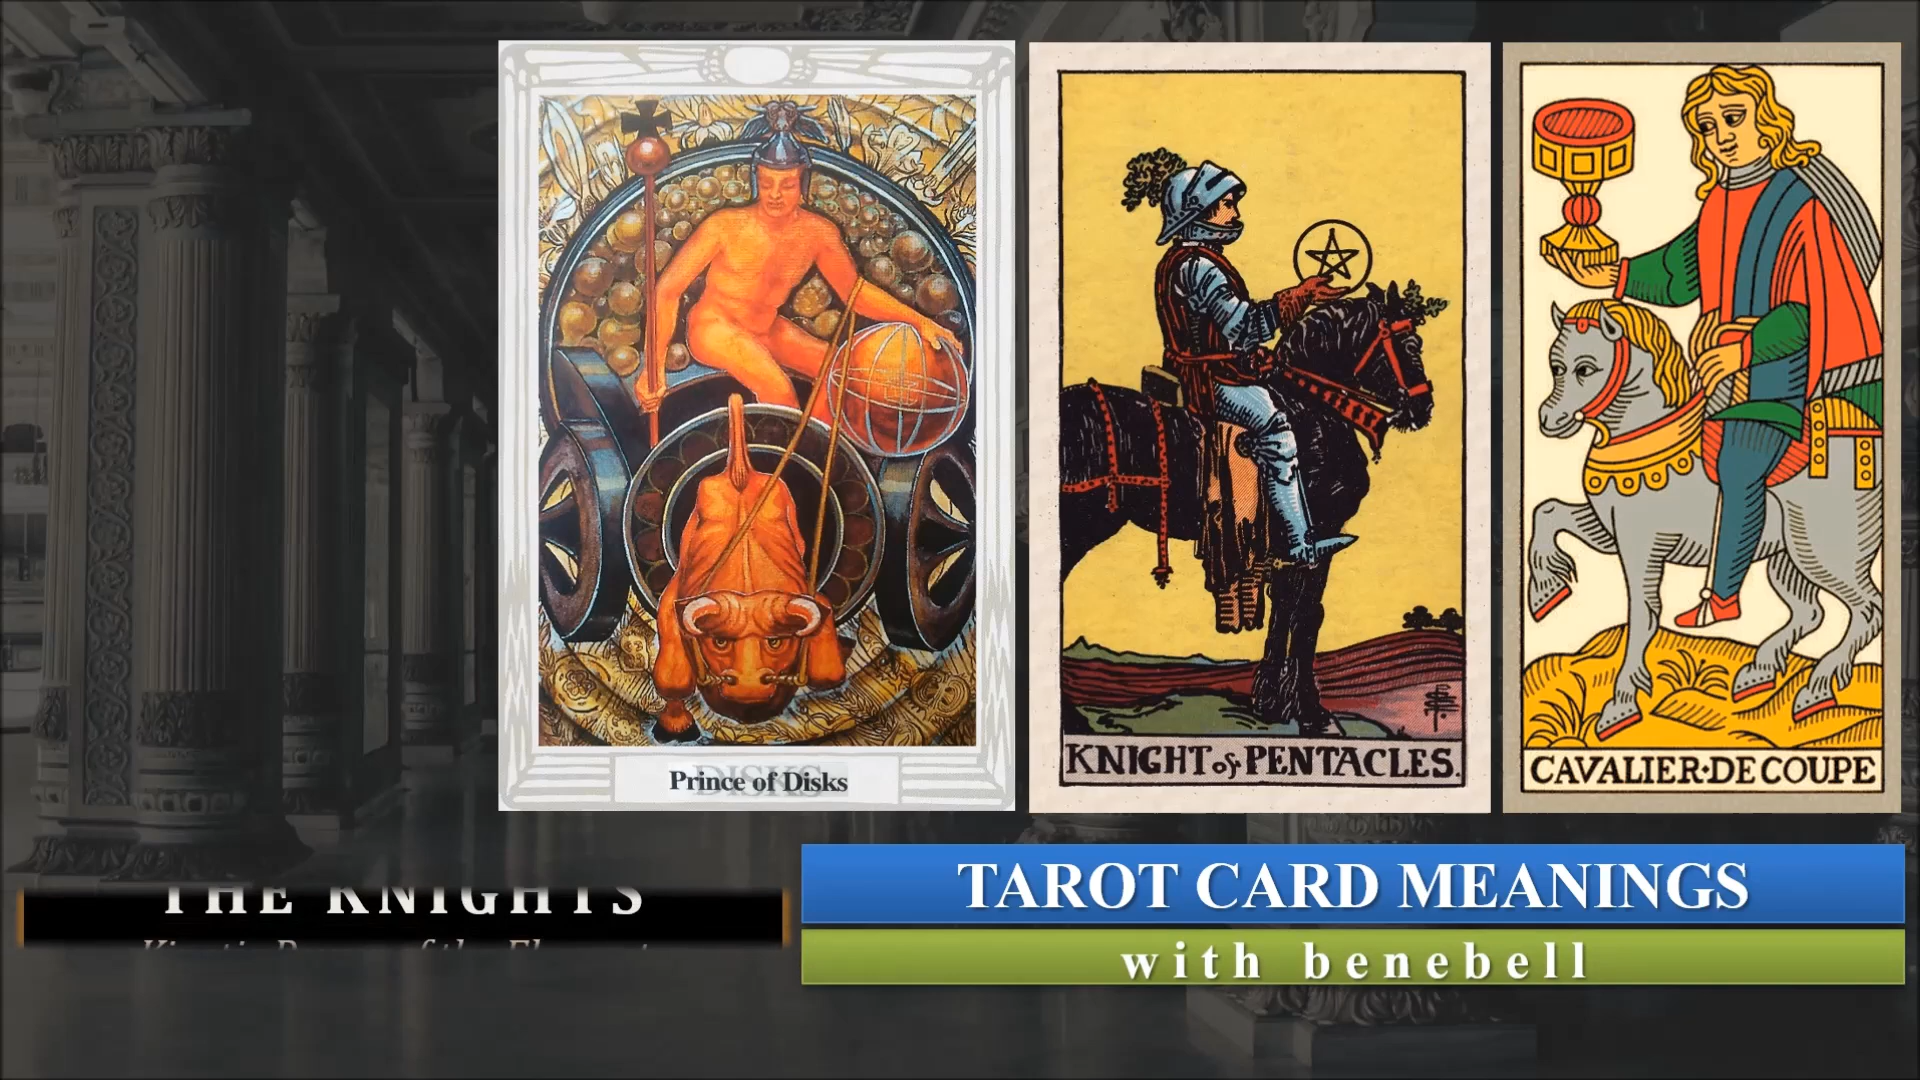 Prince of Disks
KNIGHT of PENTACLES.
CAVALIER·DE COUPE
THE KNIGHTS
TAROT CARD MEANINGS
with benebell